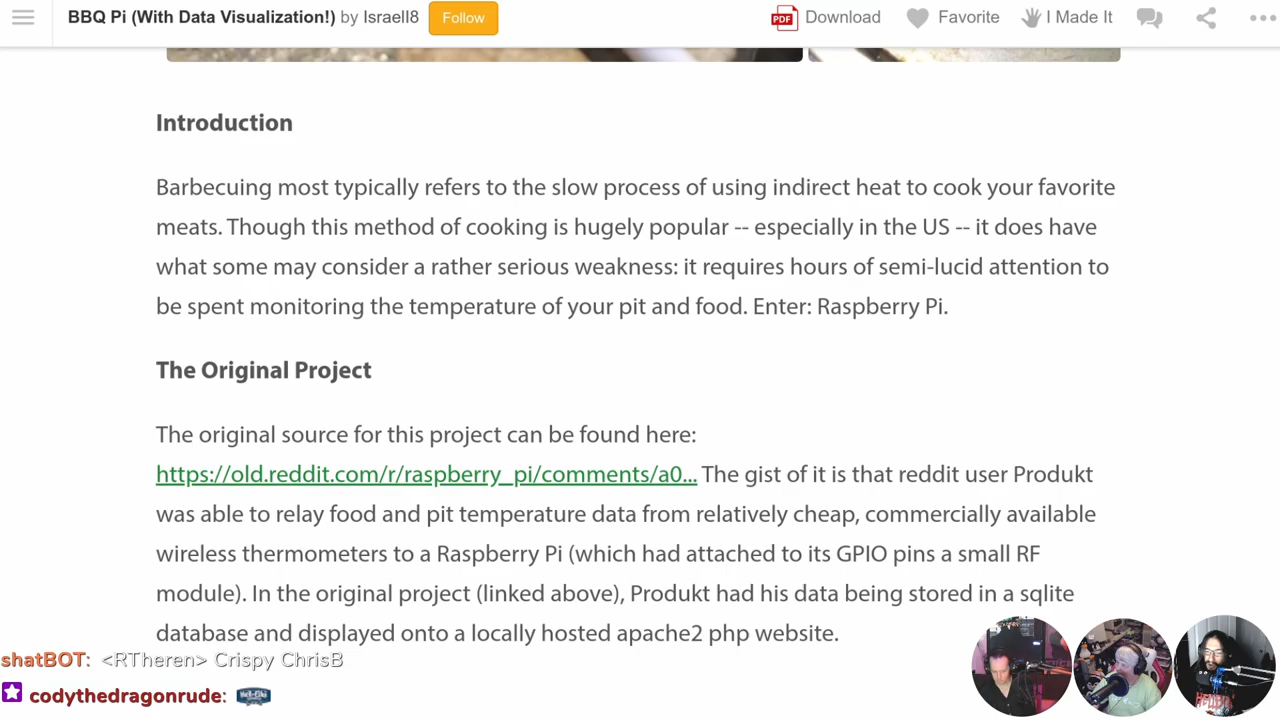 BBQ Pi (With Data Visualization!) by Israell8 Follow PDF Download Favorite I Made It
Introduction
Barbecuing most typically refers to the slow process of using indirect heat to cook your favorite
meats. Though this method of cooking is hugely popular -- especially in the US -- it does have
what some may consider a rather serious weakness: it requires hours of semi-lucid attention to
be spent monitoring the temperature of your pit and food. Enter: Raspberry Pi.
The Original Project
The original source for this project can be found here:
https://old.reddit.com/r/raspberry_pi/comments/a0... The gist of it is that reddit user Produkt
was able to relay food and pit temperature data from relatively cheap, commercially available
wireless thermometers to a Raspberry Pi (which had attached to its GPIO pins a small RF
module). In the original project (linked above), Produkt had his data being stored in a sqlite
database and displayed onto a locally hosted apache2 php website.
shatBOT: <RTheren> Crispy ChrisB
codythedragonrude: